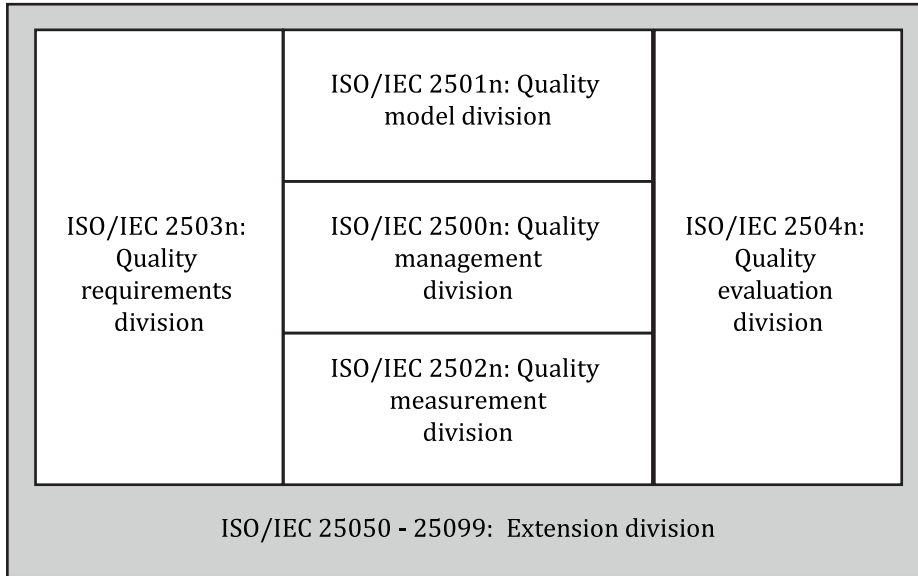 ISO/IEC 2501n: Quality
model division
ISO/IEC 2503n:
Quality
requirements
division
ISO/IEC 2500n: Quality
management
division
ISO/IEC 2504n:
Quality
evaluation
division
ISO/IEC 2502n: Quality
measurement
division
ISO/IEC 25050 - 25099:  Extension division